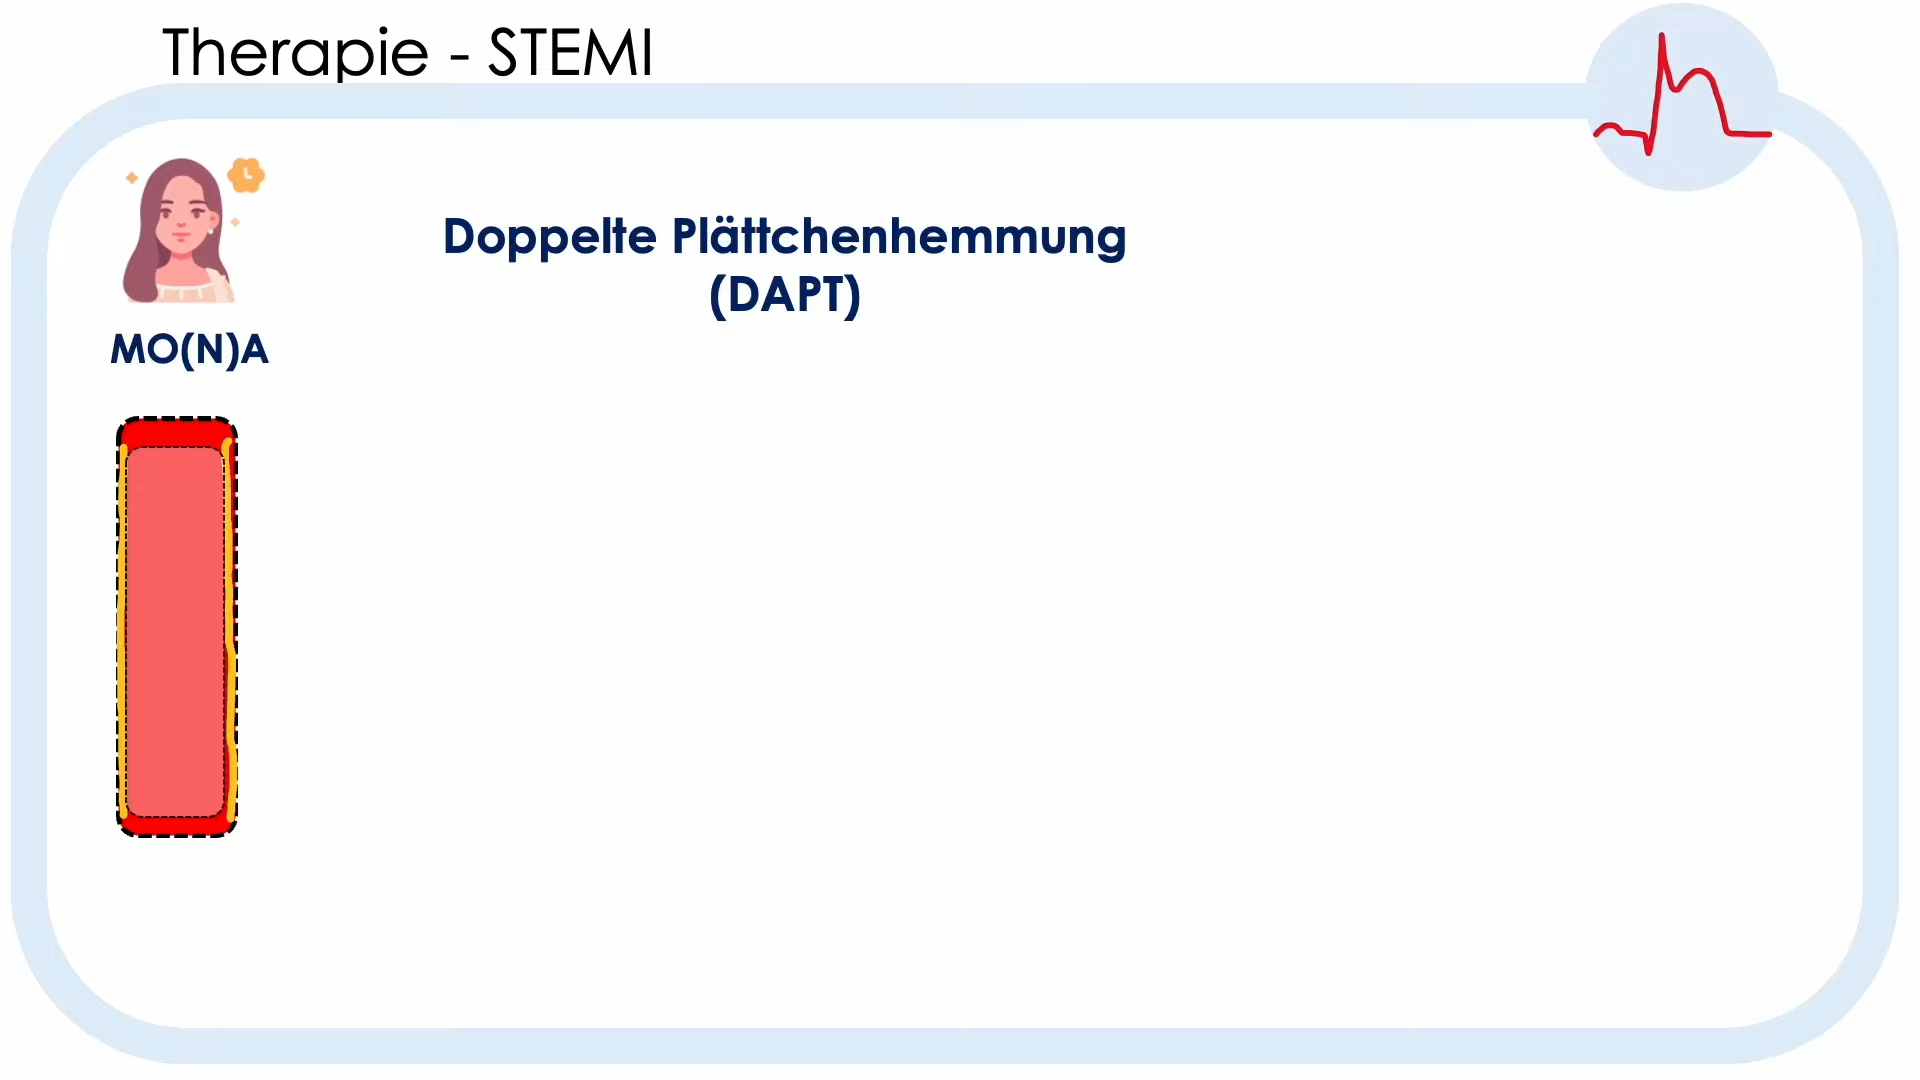 Therapie - STEMI
Doppelte Plättchenhemmung
(DAPT)
MO(N)A